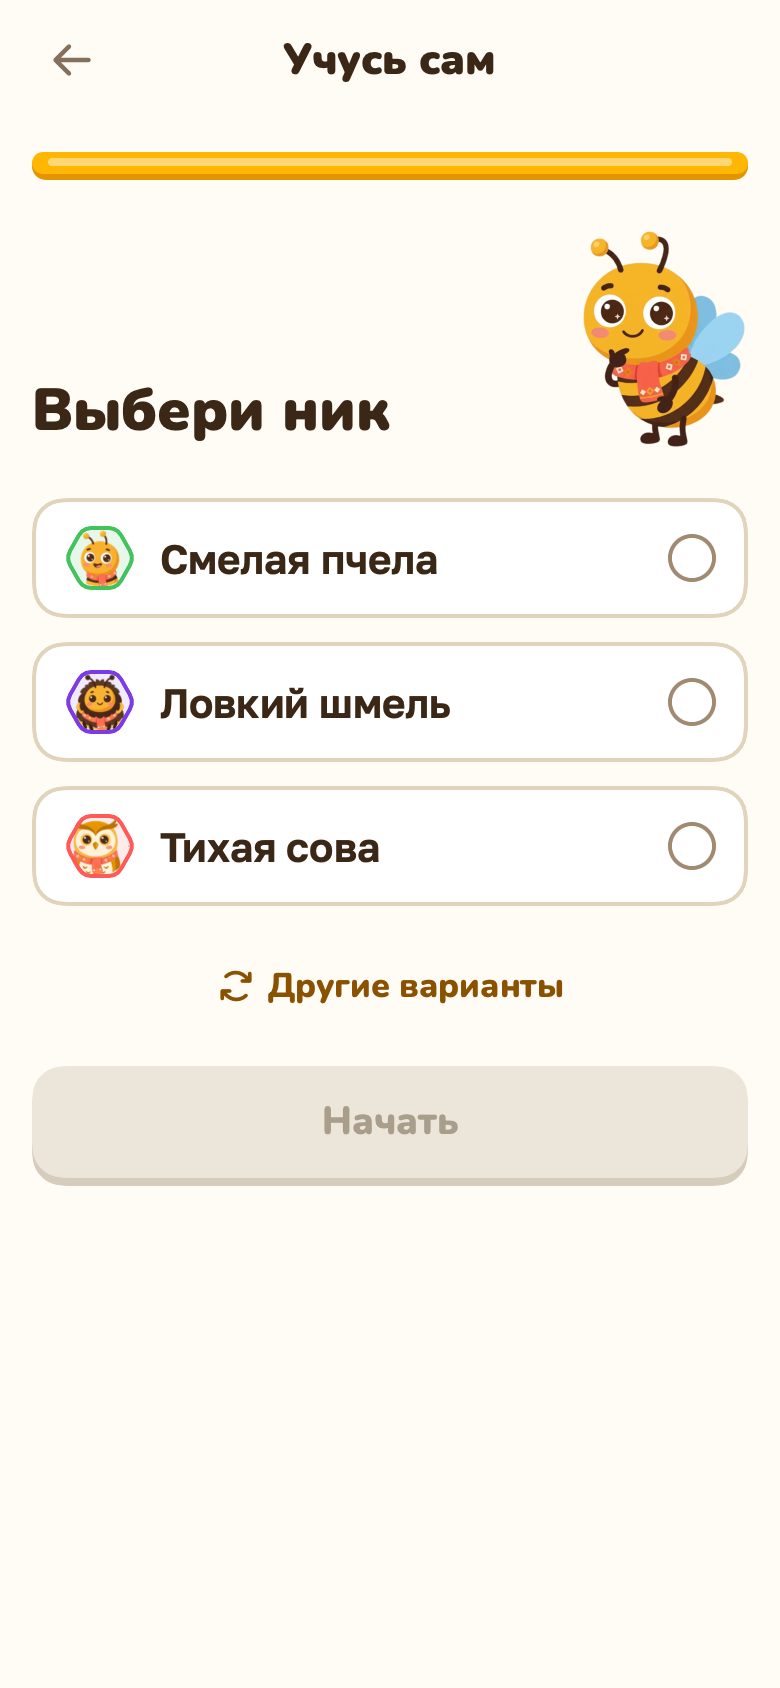 Учусь сам
Выбери ник
Смелая пчела
Ловкий шмель
Тихая сова
Другие варианты
Начать